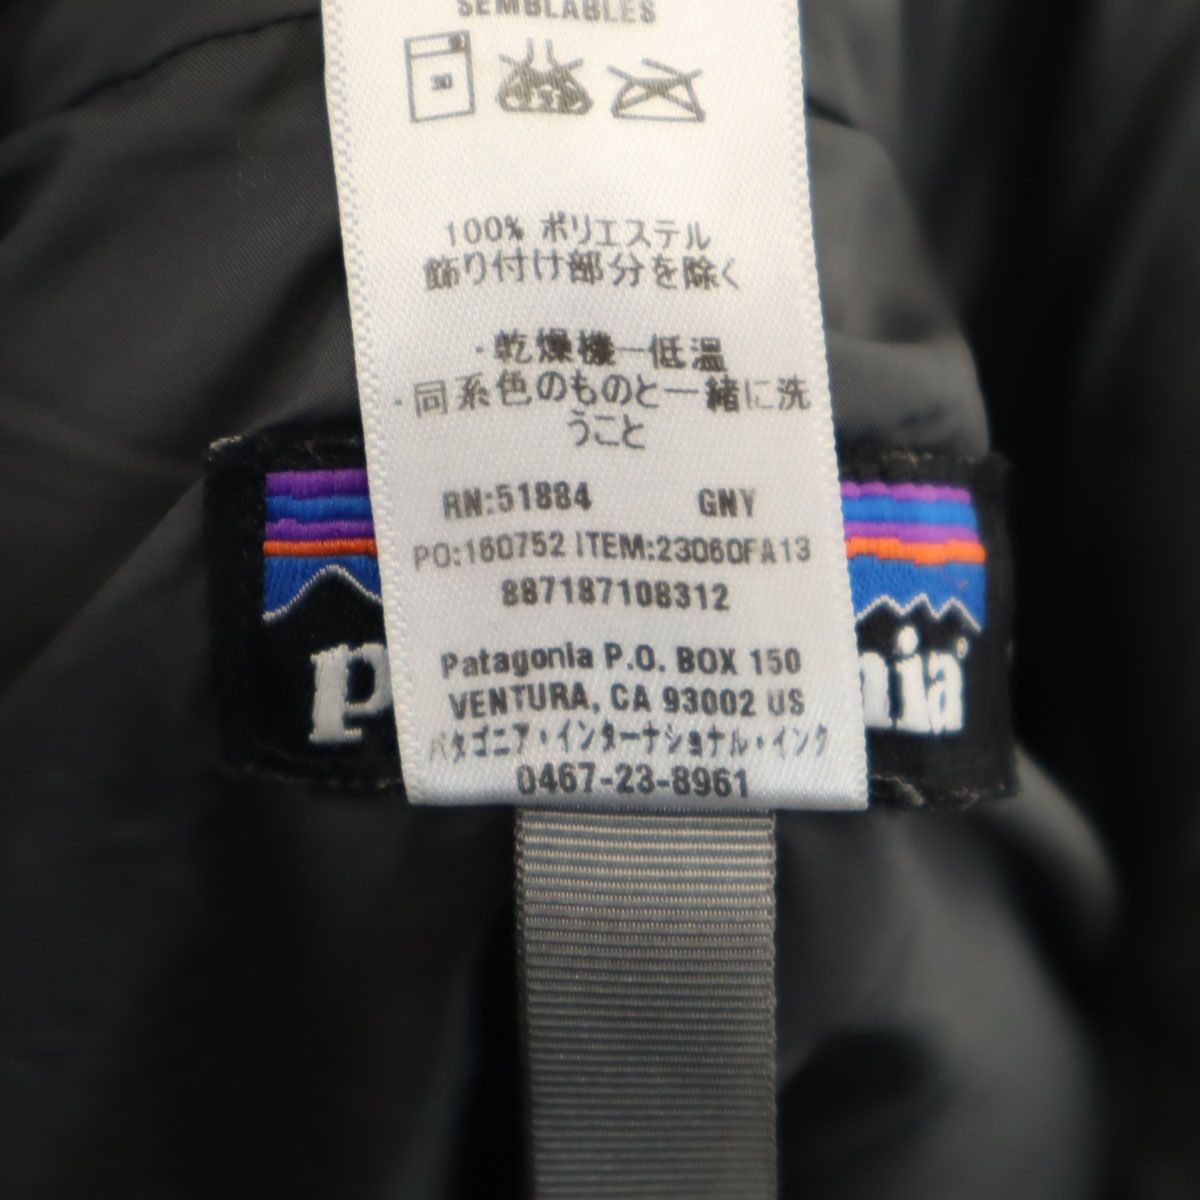 SEMBLABLES
30
100% ポリエステル
飾り付け部分を除く
・乾燥機一低温
・同系色のものと一緒に洗
うこと
RN:51884 GNY
PO:160752 ITEM:23060FA13
887187108312
Patagonia P.O. BOX 150
VENTURA, CA 93002 US
パタゴニア・インターナショナル・インク
0467-23-8961